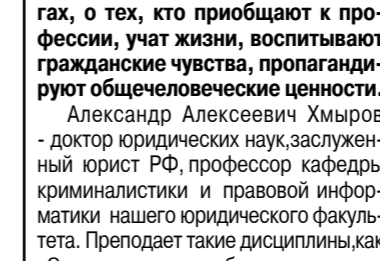 гах, о тех, кто приобщают к про-
фессии, учат жизни, воспитывают
гражданские чувства, пропаганди-
руют общечеловеческие ценности.
Александр Алексеевич Хмыров
- доктор юридических наук,заслужен-
ный юрист РФ, профессор кафедры
криминалистики и правовой инфор-
матики нашего юридического факуль-
тета. Преподает такие дисциплины,как